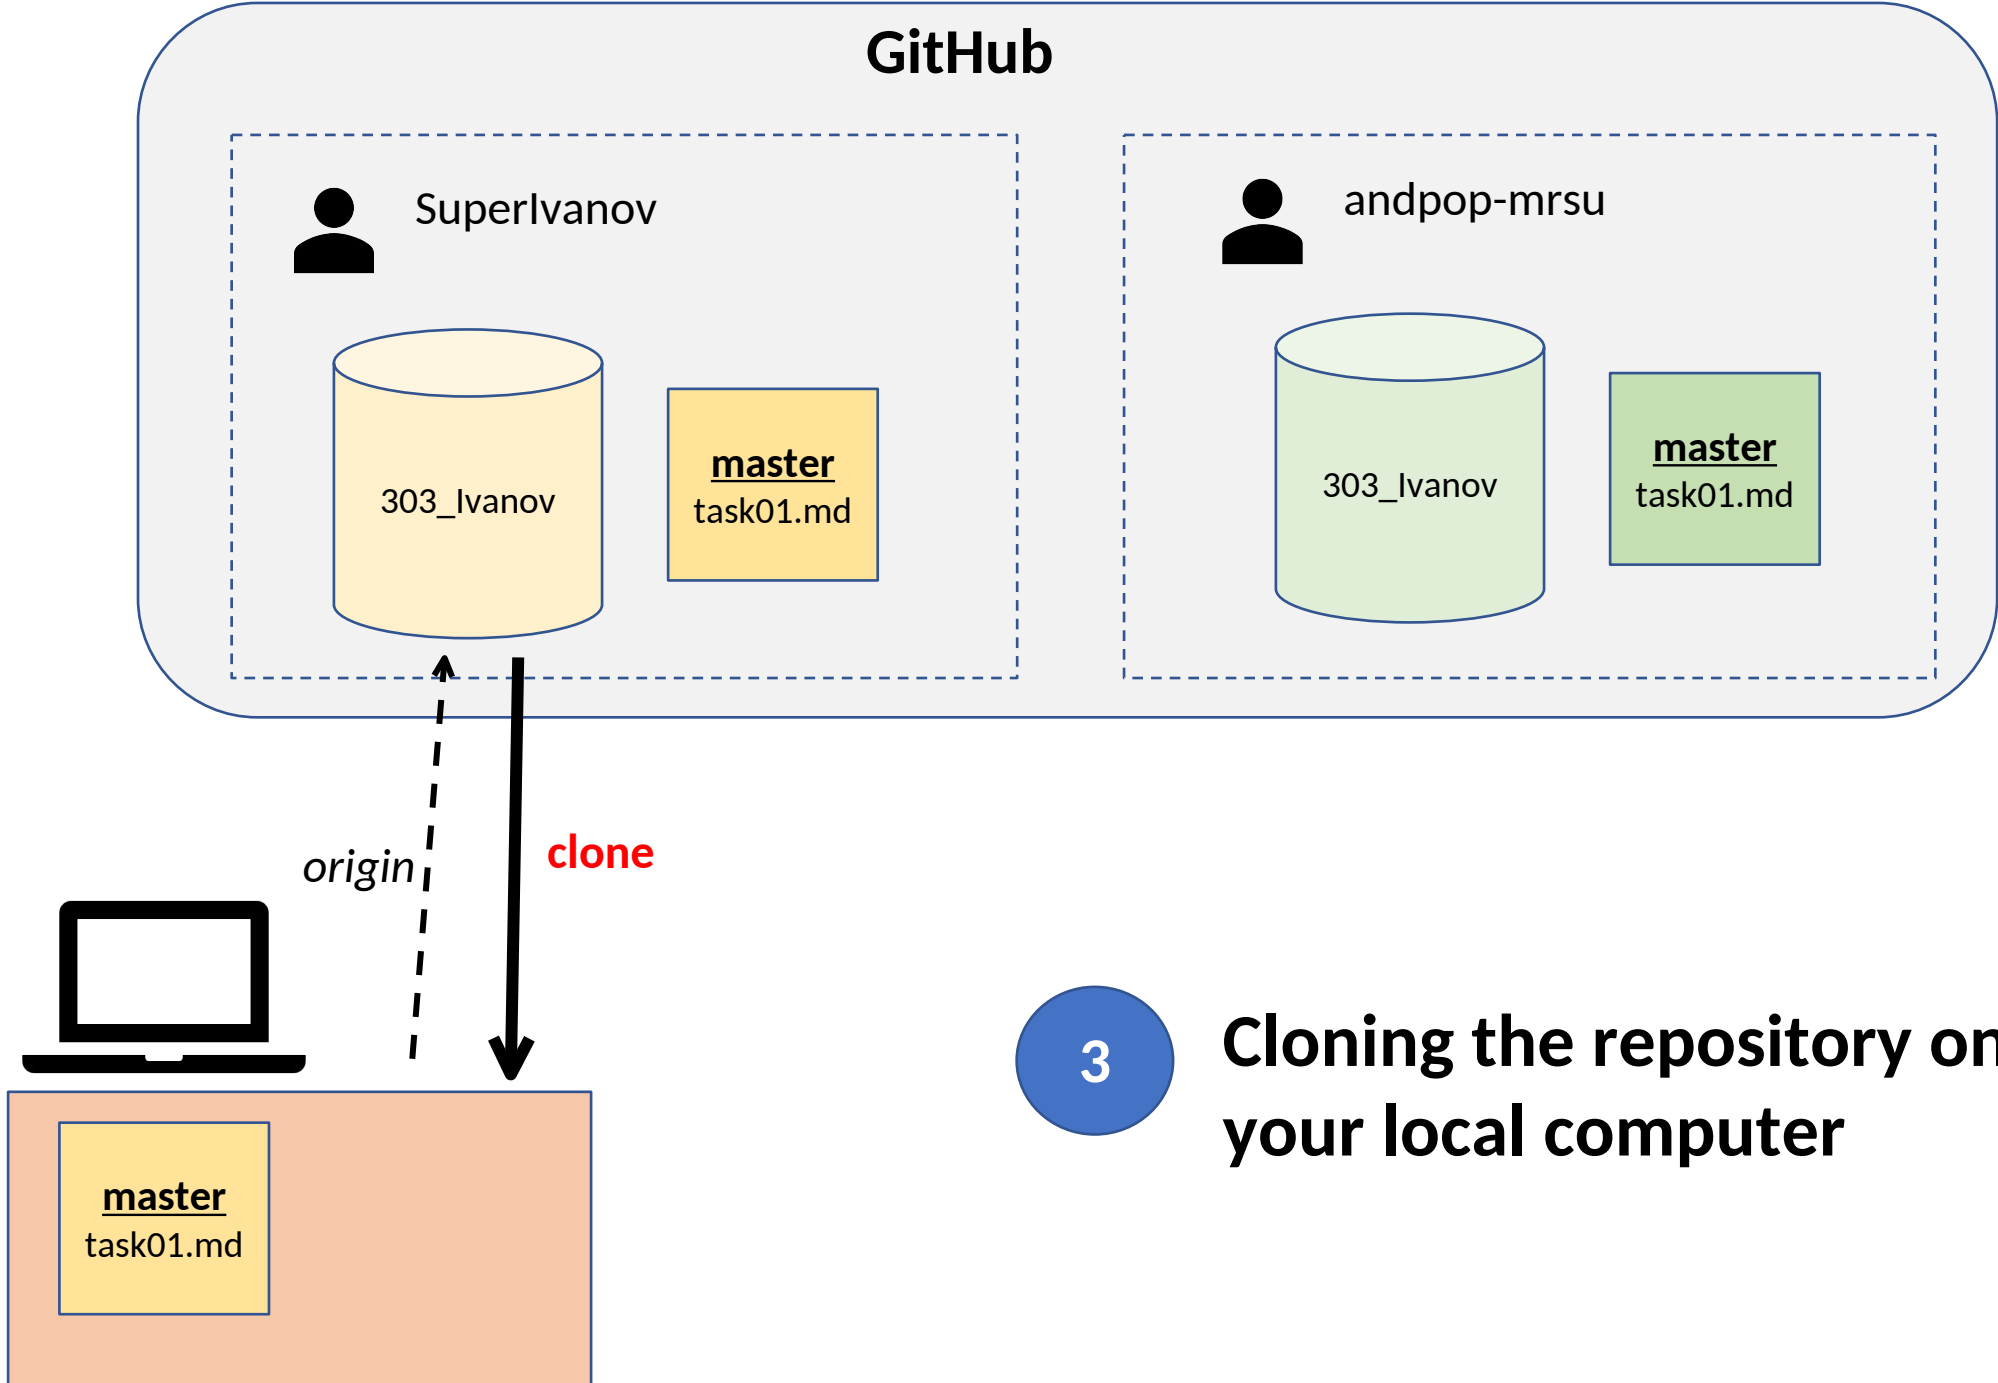 GitHub
SuperIvanov
andpop-mrsu
303_Ivanov
master
task01.md
303_Ivanov
master
task01.md
origin
clone
3
Cloning the repository on
your local computer
master
task01.md